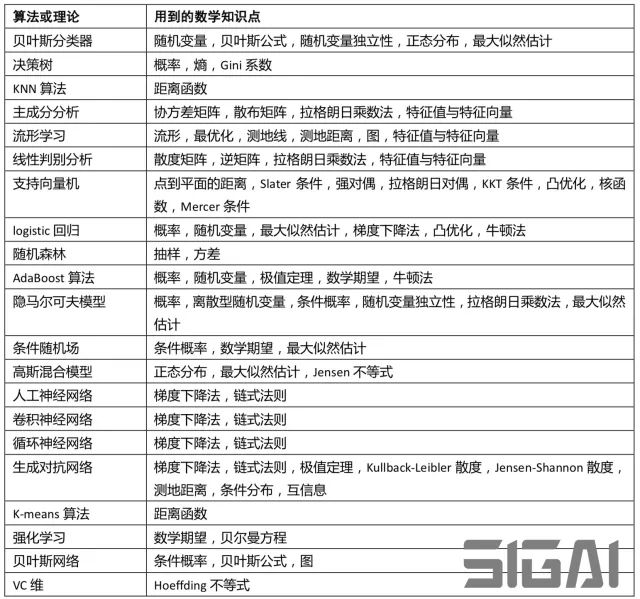 算法或理论 用到的数学知识点
贝叶斯分类器 随机变量，贝叶斯公式，随机变量独立性，正态分布，最大似然估计
决策树 概率，熵，Gini 系数
KNN 算法 距离函数
主成分分析 协方差矩阵，散布矩阵，拉格朗日乘数法，特征值与特征向量
流形学习 流形，最优化，测地线，测地距离，图，特征值与特征向量
线性判别分析 散度矩阵，逆矩阵，拉格朗日乘数法，特征值与特征向量
支持向量机 点到平面的距离，Slater 条件，强对偶，拉格朗日对偶，KKT 条件，凸优化，核函
数，Mercer 条件
logistic 回归 概率，随机变量，最大似然估计，梯度下降法，凸优化，牛顿法
随机森林 抽样，方差
AdaBoost 算法 概率，随机变量，极值定理，数学期望，牛顿法
隐马尔可夫模型 概率，离散型随机变量，条件概率，随机变量独立性，拉格朗日乘数法，最大似然
估计
条件随机场 条件概率，数学期望，最大似然估计
高斯混合模型 正态分布，最大似然估计，Jensen 不等式
人工神经网络 梯度下降法，链式法则
卷积神经网络 梯度下降法，链式法则
循环神经网络 梯度下降法，链式法则
生成对抗网络 梯度下降法，链式法则，极值定理，Kullback-Leibler 散度，Jensen-Shannon 散度，
测地距离，条件分布，互信息
K-means 算法 距离函数
强化学习 数学期望，贝尔曼方程
贝叶斯网络 条件概率，贝叶斯公式，图
VC 维 Hoeffding 不等式
SIGAI